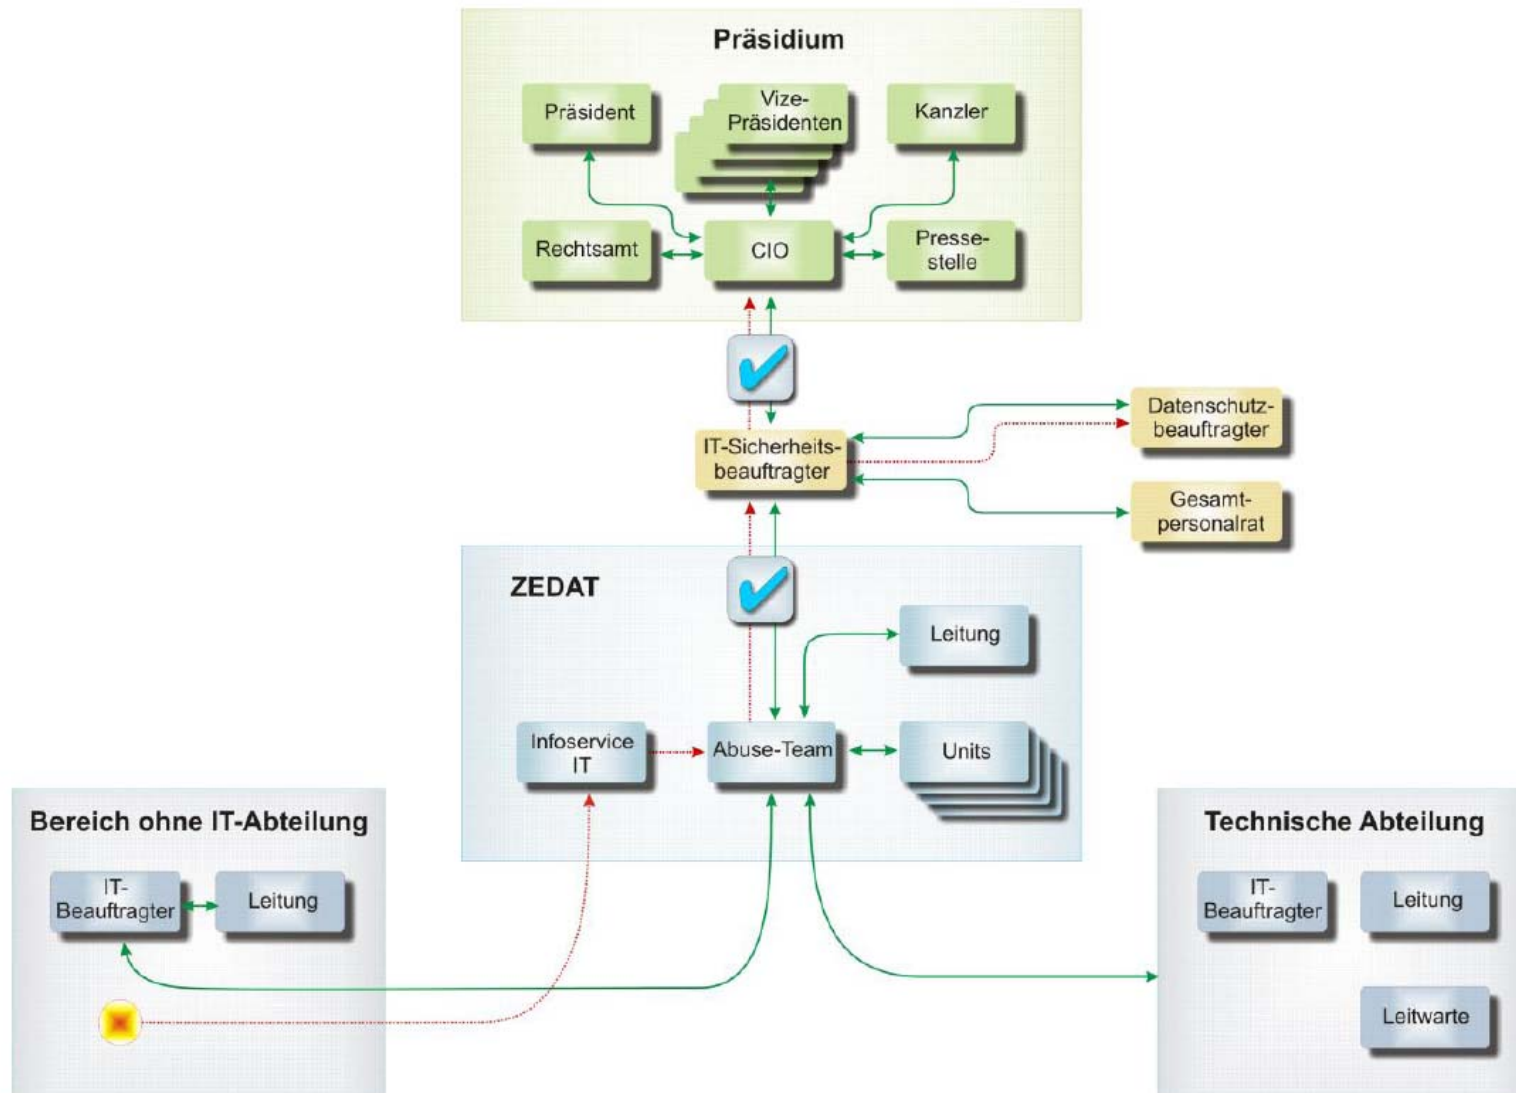 Präsidium
Präsident
Vize-
Präsidenten
Kanzler
Rechtsamt
CIO
Presse-
stelle
IT-Sicherheits-
beauftragter
Datenschutz-
beauftragter
Gesamt-
personalrat
ZEDAT
Leitung
Infoservice
IT
Abuse-Team
Units
Bereich ohne IT-Abteilung
IT-
Beauftragter
Leitung
Technische Abteilung
IT-
Beauftragter
Leitung
Leitwarte